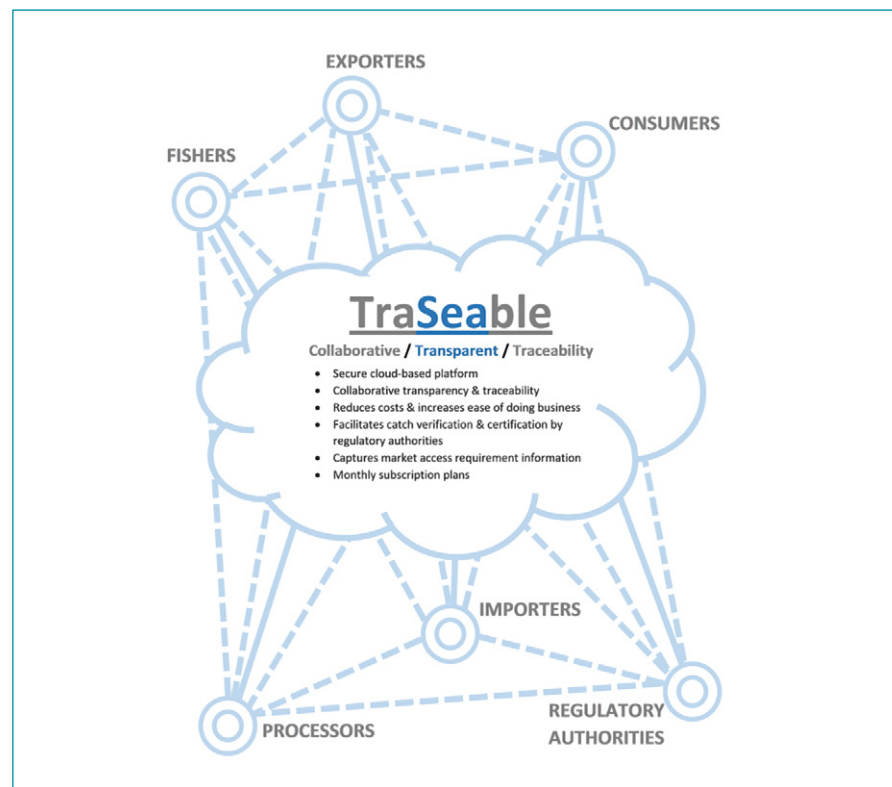 EXPORTERS
CONSUMERS
FISHERS
TraSeable
Collaborative / Transparent / Traceability
• Secure cloud-based platform
• Collaborative transparency & traceability
• Reduces costs & increases ease of doing business
• Facilitates catch verification & certification by
regulatory authorities
• Captures market access requirement information
• Monthly subscription plans
IMPORTERS
PROCESSORS
REGULATORY
AUTHORITIES